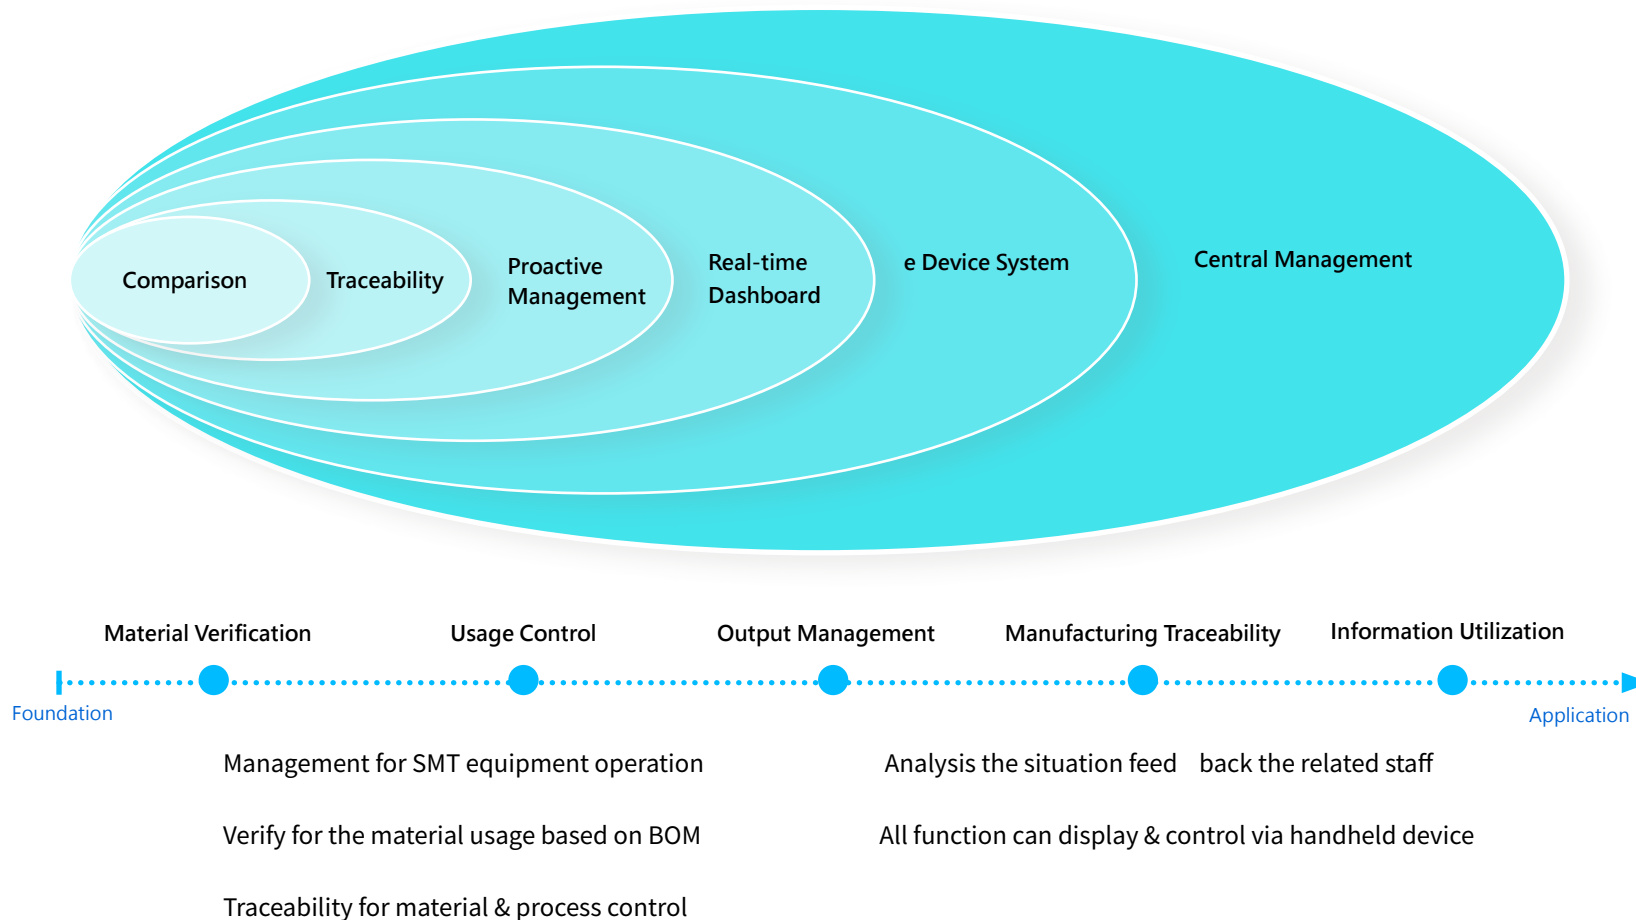 Comparison
Traceability
Proactive
Management
Real-time
Dashboard
e Device System
Central Management
Material Verification
Usage Control
Output Management
Manufacturing Traceability
Information Utilization
Foundation
Application
Management for SMT equipment operation
Verify for the material usage based on BOM
Traceability for material & process control
Analysis the situation feed back the related staff
All function can display & control via handheld device